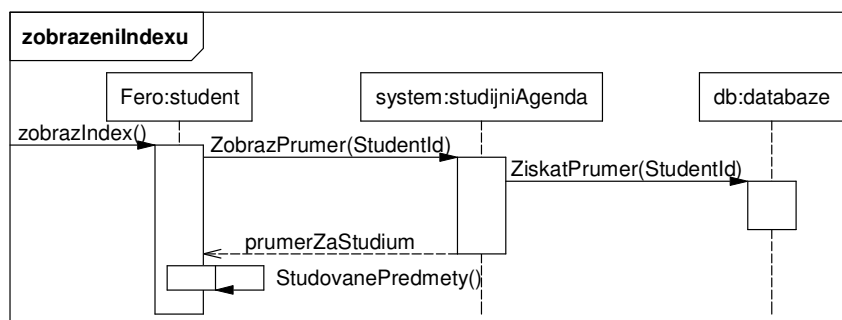 zobrazeniIndexu
Fero:student
system:studijniAgenda
db:databaze
zobrazIndex()
ZobrazPrumer(StudentId)
ZiskatPrumer(StudentId)
prumerZaStudium
StudovanePredmety()